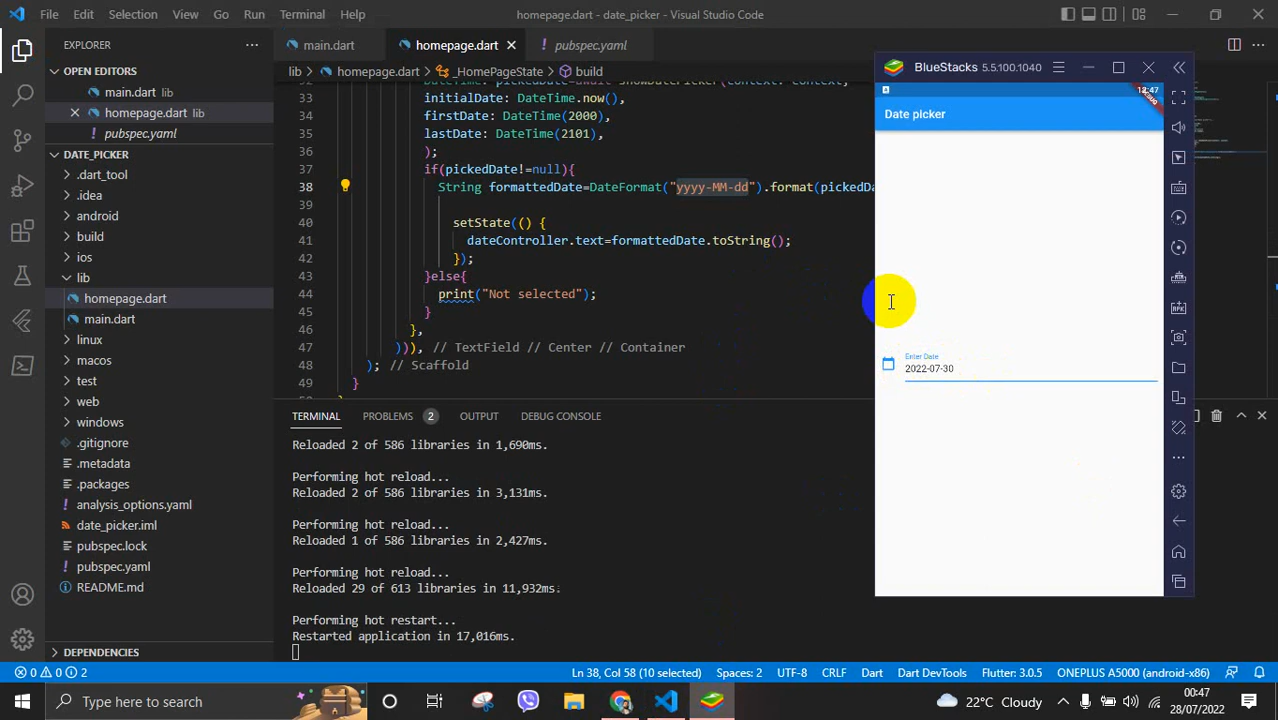 File Edit Selection View Go Run Terminal Help
homepage.dart - date_picker - Visual Studio Code
EXPLORER
OPEN EDITORS
main.dart lib
homepage.dart lib
pubspec.yaml
DATE_PICKER
.dart_tool
.idea
android
build
ios
lib
homepage.dart
main.dart
linux
macos
test
web
windows
.gitignore
.metadata
.packages
analysis_options.yaml
date_picker.iml
pubspec.lock
pubspec.yaml
README.md
DEPENDENCIES
main.dart
homepage.dart
pubspec.yaml
lib > homepage.dart > _HomePageState > build
33 initialDate: DateTime.now(),
34 firstDate: DateTime(2000),
35 lastDate: DateTime(2101),
36 );
37 if(pickedDate!=null){
38 String formattedDate=DateFormat("yyyy-MM-dd").format(pickedDa
39
40 setState(() {
41 dateController.text=formattedDate.toString();
42 });
43 }else{
44 print("Not selected");
45 }
46 },
47 ))), // TextField // Center // Container
48 ); // Scaffold
49 }
TERMINAL PROBLEMS 2 OUTPUT DEBUG CONSOLE
Reloaded 2 of 586 libraries in 1,690ms.
Performing hot reload...
Reloaded 2 of 586 libraries in 3,131ms.
Performing hot reload...
Reloaded 1 of 586 libraries in 2,427ms.
Performing hot reload...
Reloaded 29 of 613 libraries in 11,932ms.
Performing hot restart...
Restarted application in 17,016ms.
BlueStacks 5.5.100.1040
12:47
Date picker
Enter Date
2022-07-30
0 0 2
Ln 38, Col 58 (10 selected) Spaces: 2 UTF-8 CRLF Dart Dart DevTools Flutter: 3.0.5 ONEPLUS A5000 (android-x86)
Type here to search
22°C Cloudy
00:47
28/07/2022